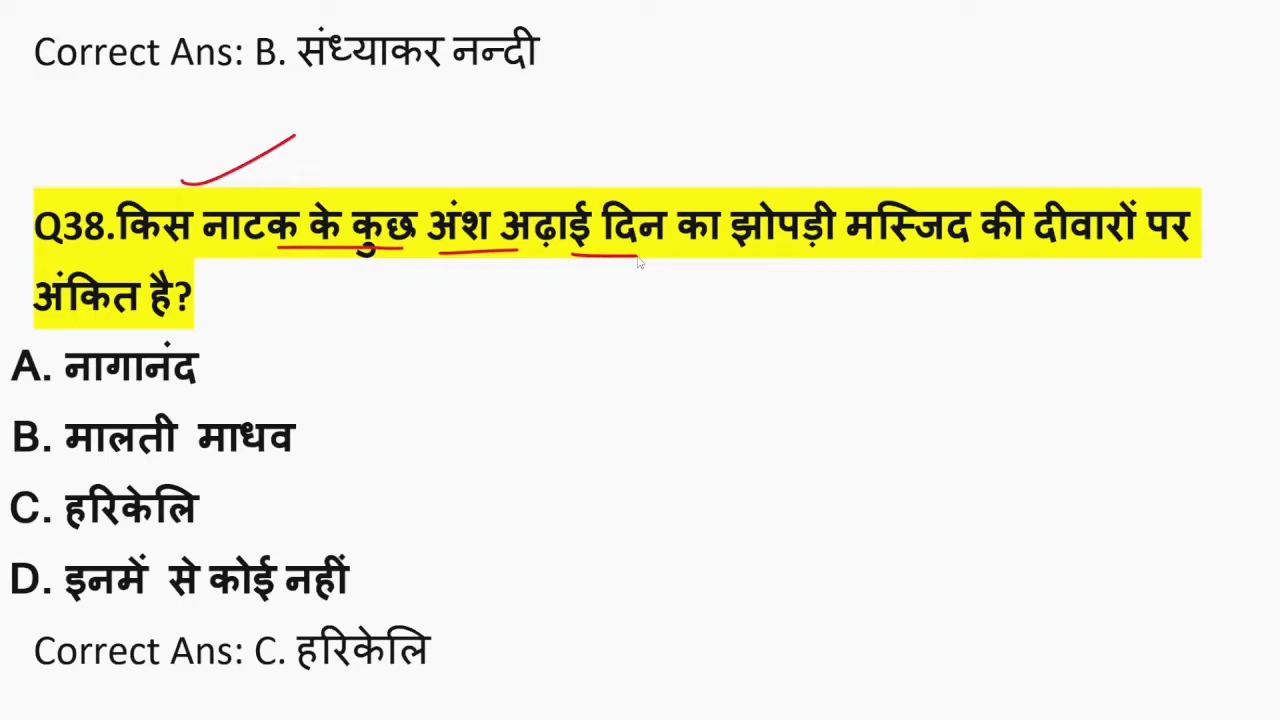 Correct Ans: B. संध्याकर नन्दी
Q38.किस नाटक के कुछ अंश अढ़ाई दिन का झोपड़ी मस्जिद की दीवारों पर
अंकित है?
A. नागानंद
B. मालती माधव
C. हरिकेलि
D. इनमें से कोई नहीं
Correct Ans: C. हरिकेलि